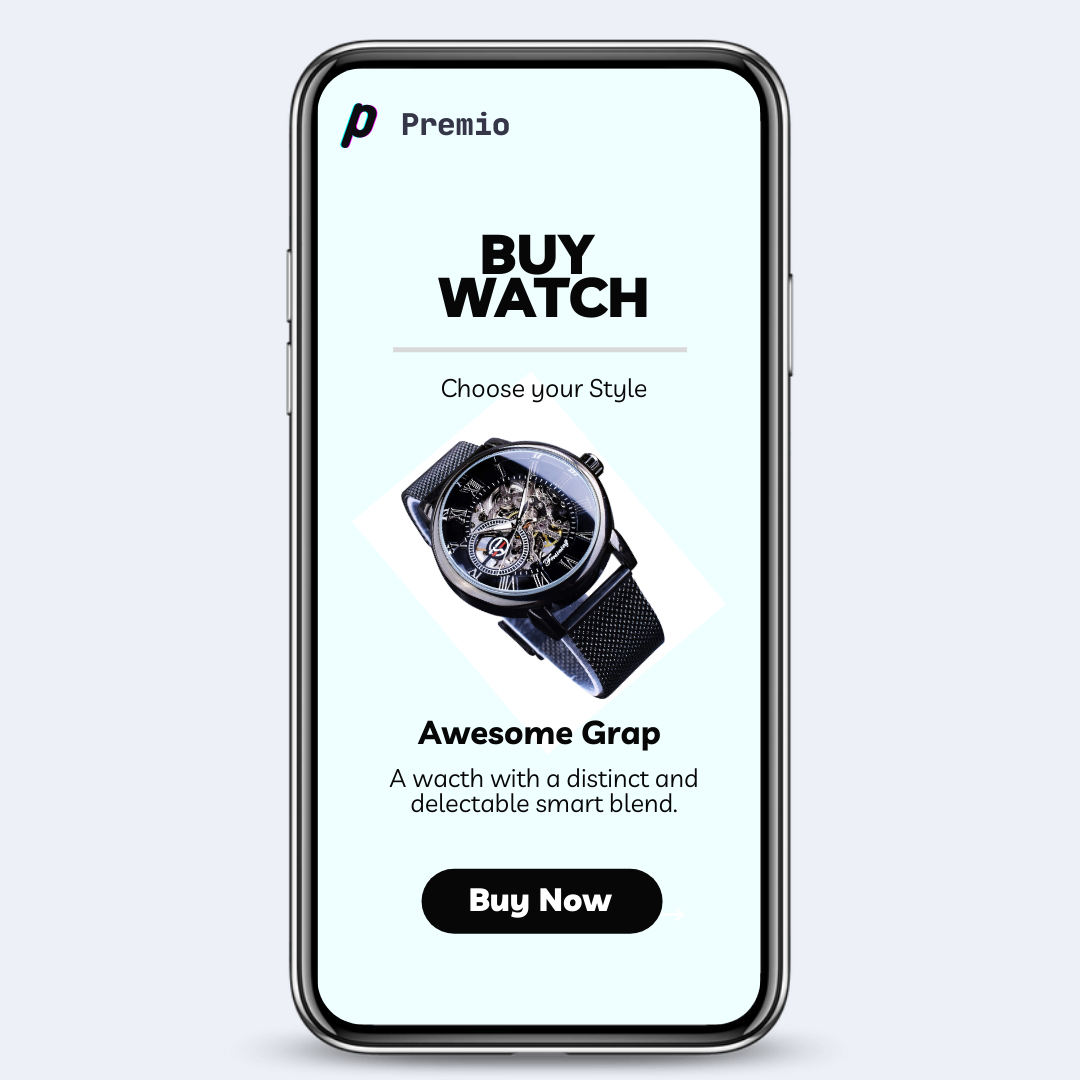 p Premio
BUY
WATCH
Choose your Style
Awesome Grap
A wacth with a distinct and
delectable smart blend.
Buy Now